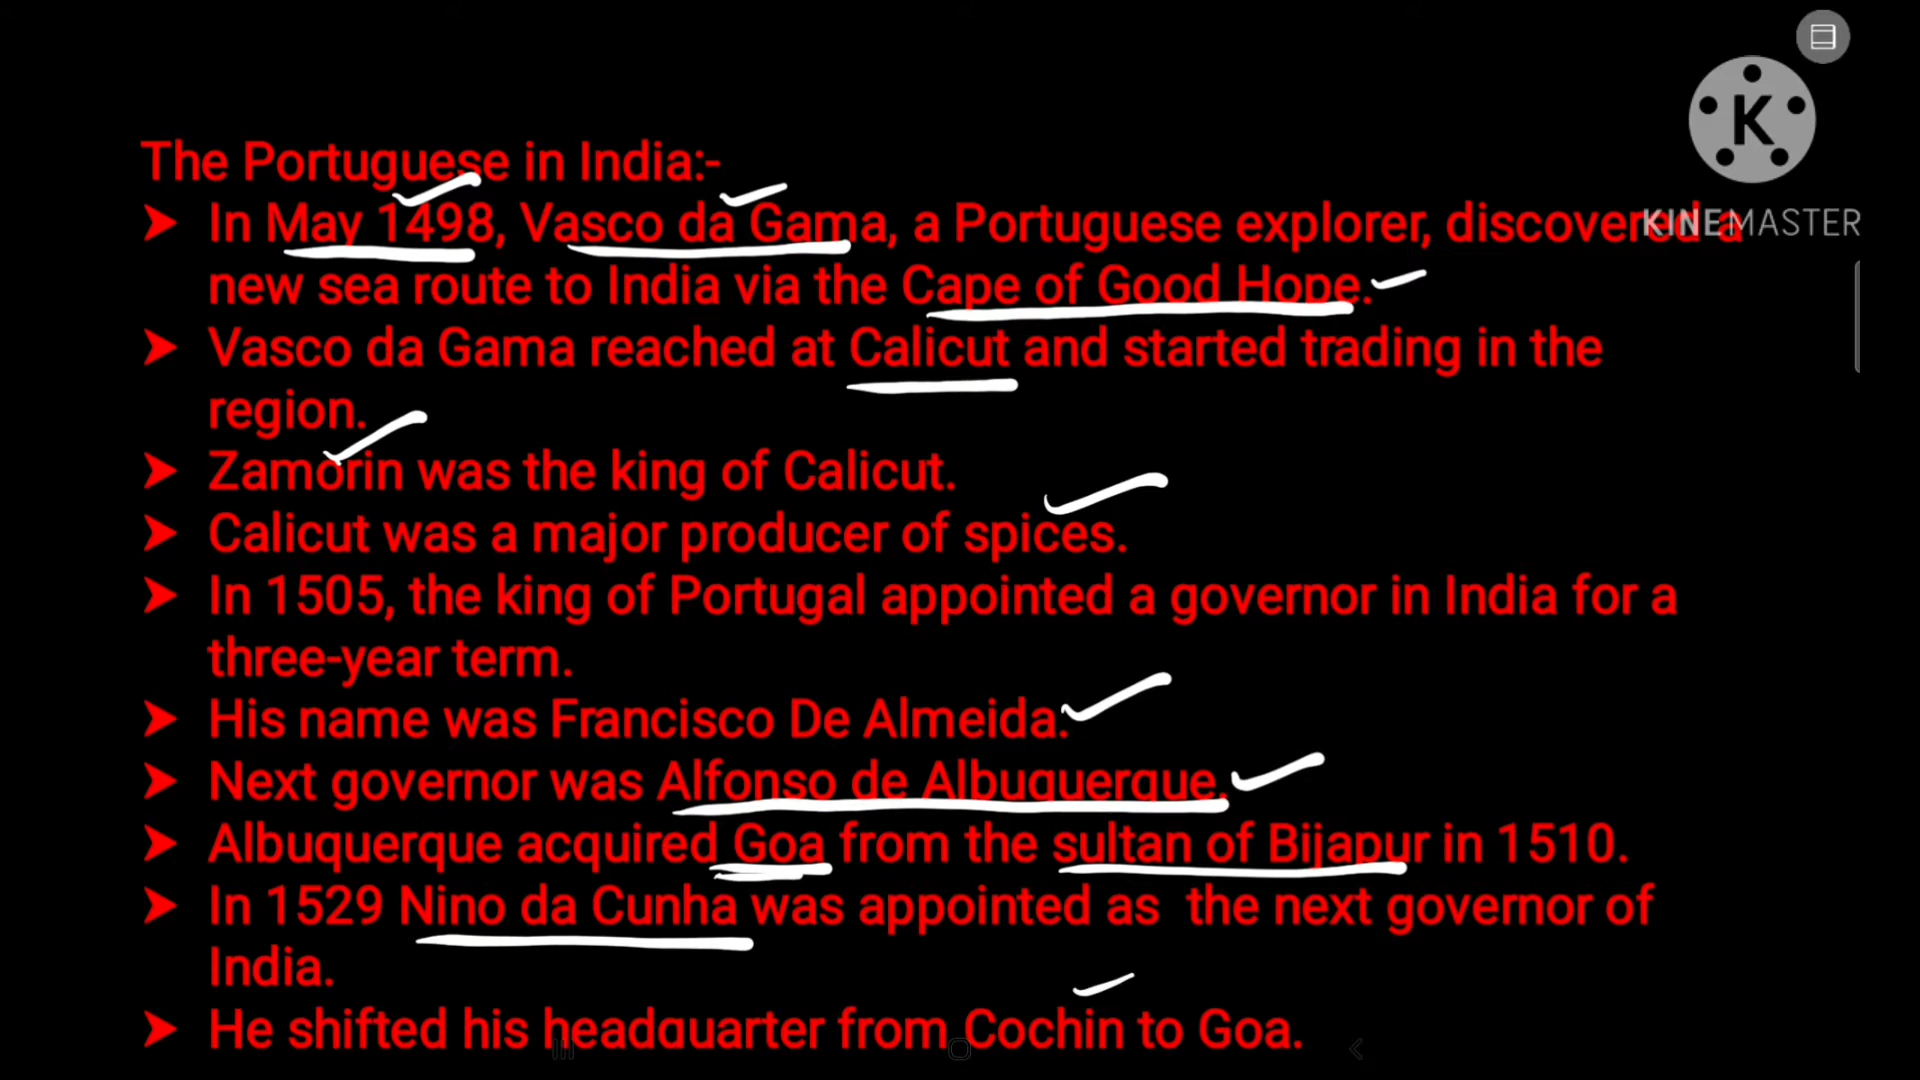 K
KINEMASTER
The Portuguese in India:-
➤ In May 1498, Vasco da Gama, a Portuguese explorer, discovered a
new sea route to India via the Cape of Good Hope.
➤ Vasco da Gama reached at Calicut and started trading in the
region.
➤ Zamorin was the king of Calicut.
➤ Calicut was a major producer of spices.
➤ In 1505, the king of Portugal appointed a governor in India for a
three-year term.
➤ His name was Francisco De Almeida.
➤ Next governor was Alfonso de Albuquerque.
➤ Albuquerque acquired Goa from the sultan of Bijapur in 1510.
➤ In 1529 Nino da Cunha was appointed as the next governor of
India.
➤ He shifted his headquarter from Cochin to Goa.